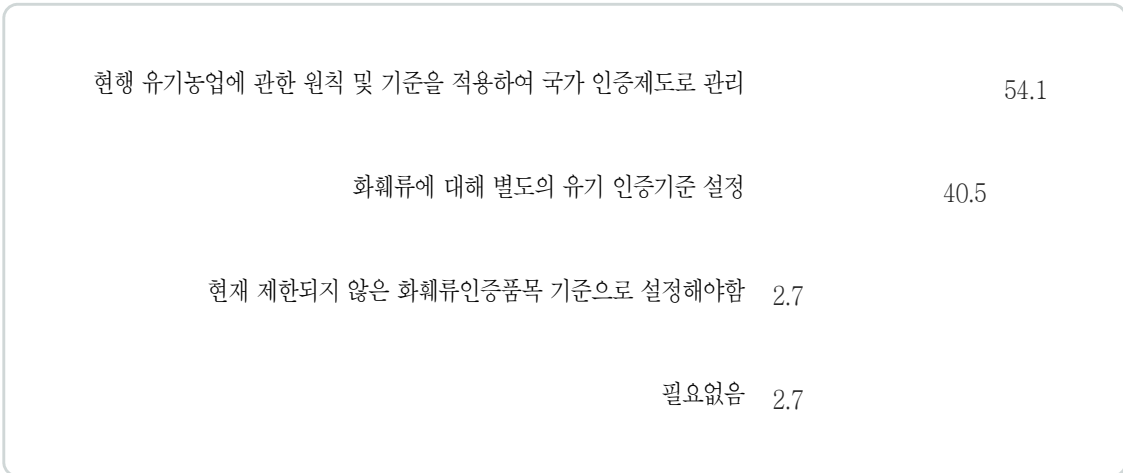 현행 유기농업에 관한 원칙 및 기준을 적용하여 국가 인증제도로 관리 54.1
화훼류에 대해 별도의 유기 인증기준 설정 40.5
현재 제한되지 않은 화훼류인증품목 기준으로 설정해야함 2.7
필요없음 2.7